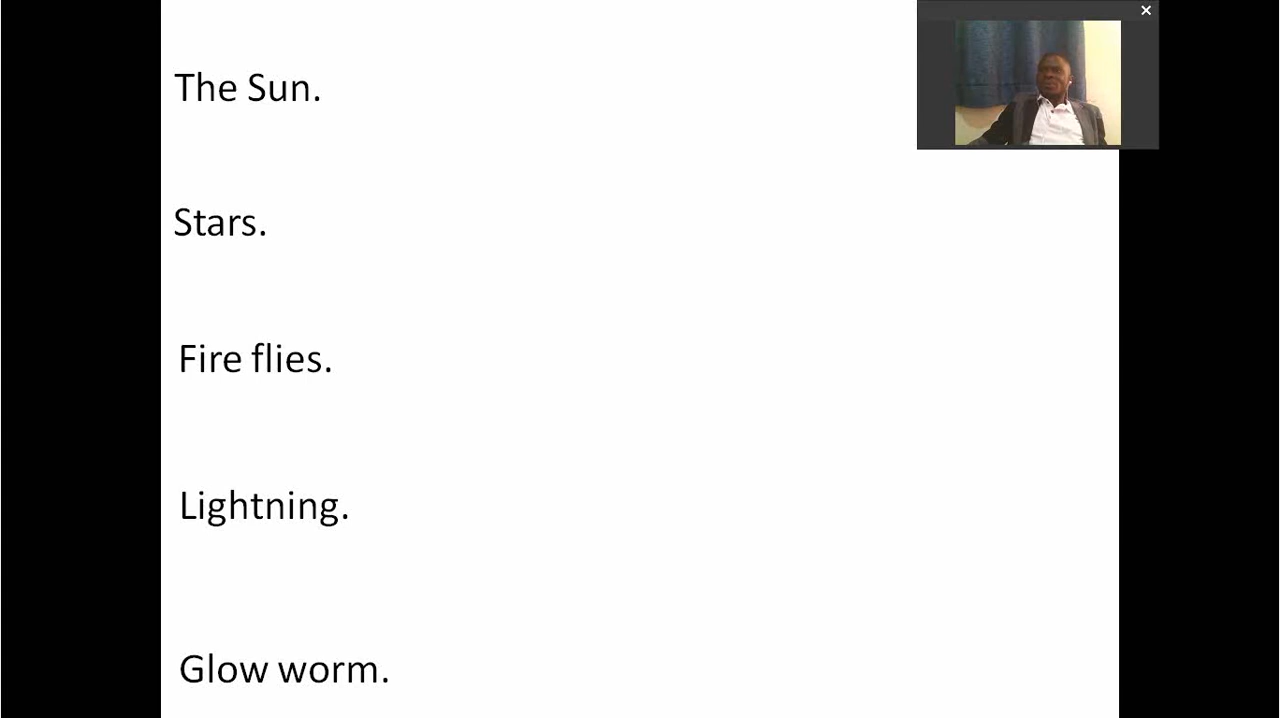 The Sun.
Stars.
Fire flies.
Lightning.
Glow worm.